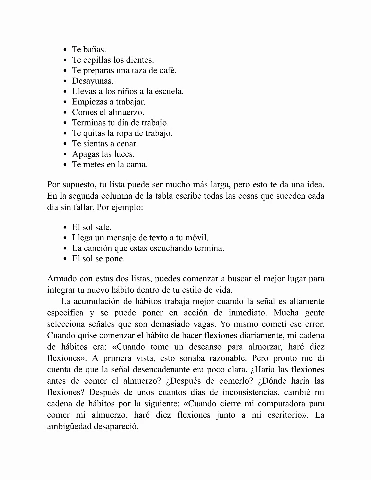 • Te bañas.
• Te cepillas los dientes.
• Te preparas una taza de café.
• Desayunas.
• Llevas a los niños a la escuela.
• Empiezas a trabajar.
• Comes el almuerzo.
• Terminas tu día de trabajo
• Te quitas la ropa de trabajo.
• Te sientas a cenar
• Apagas las luces.
• Te metes en la cama.
Por supuesto, tu lista puede ser mucho más larga, pero esto te da una idea.
En la segunda columna de la tabla escribe todas las cosas que suceden cada
día sin fallar. Por ejemplo:
• El sol sale.
• Llega un mensaje de texto a tu móvil.
• La canción que estas escuchando termina.
• El sol se pone
Armado con estas dos listas, puedes comenzar a buscar el mejor lugar para
integrar tu nuevo hábito dentro de tu estilo de vida.
La acumulación de hábitos trabaja mejor cuando la señal es altamente
específica y se puede poner en acción de inmediato. Mucha gente
selecciona señales que son demasiado vagas. Yo mismo cometí ese error.
Cuando quise comenzar el hábito de hacer flexiones diariamente, mi cadena
de hábitos era: «Cuando tome un descanso para almorzar, haré diez
flexiones». A primera vista, esto sonaba razonable. Pero pronto me di
cuenta de que la señal desencadenante era poco clara. ¿Haría las flexiones
antes de comer el almuerzo? ¿Después de comerlo? ¿Dónde haría las
flexiones? Después de unos cuantos días de inconsistencias, cambié mi
cadena de hábitos por la siguiente: «Cuando cierre mi computadora para
comer mi almuerzo, haré diez flexiones junto a mi escritorio». La
ambigüedad desapareció.